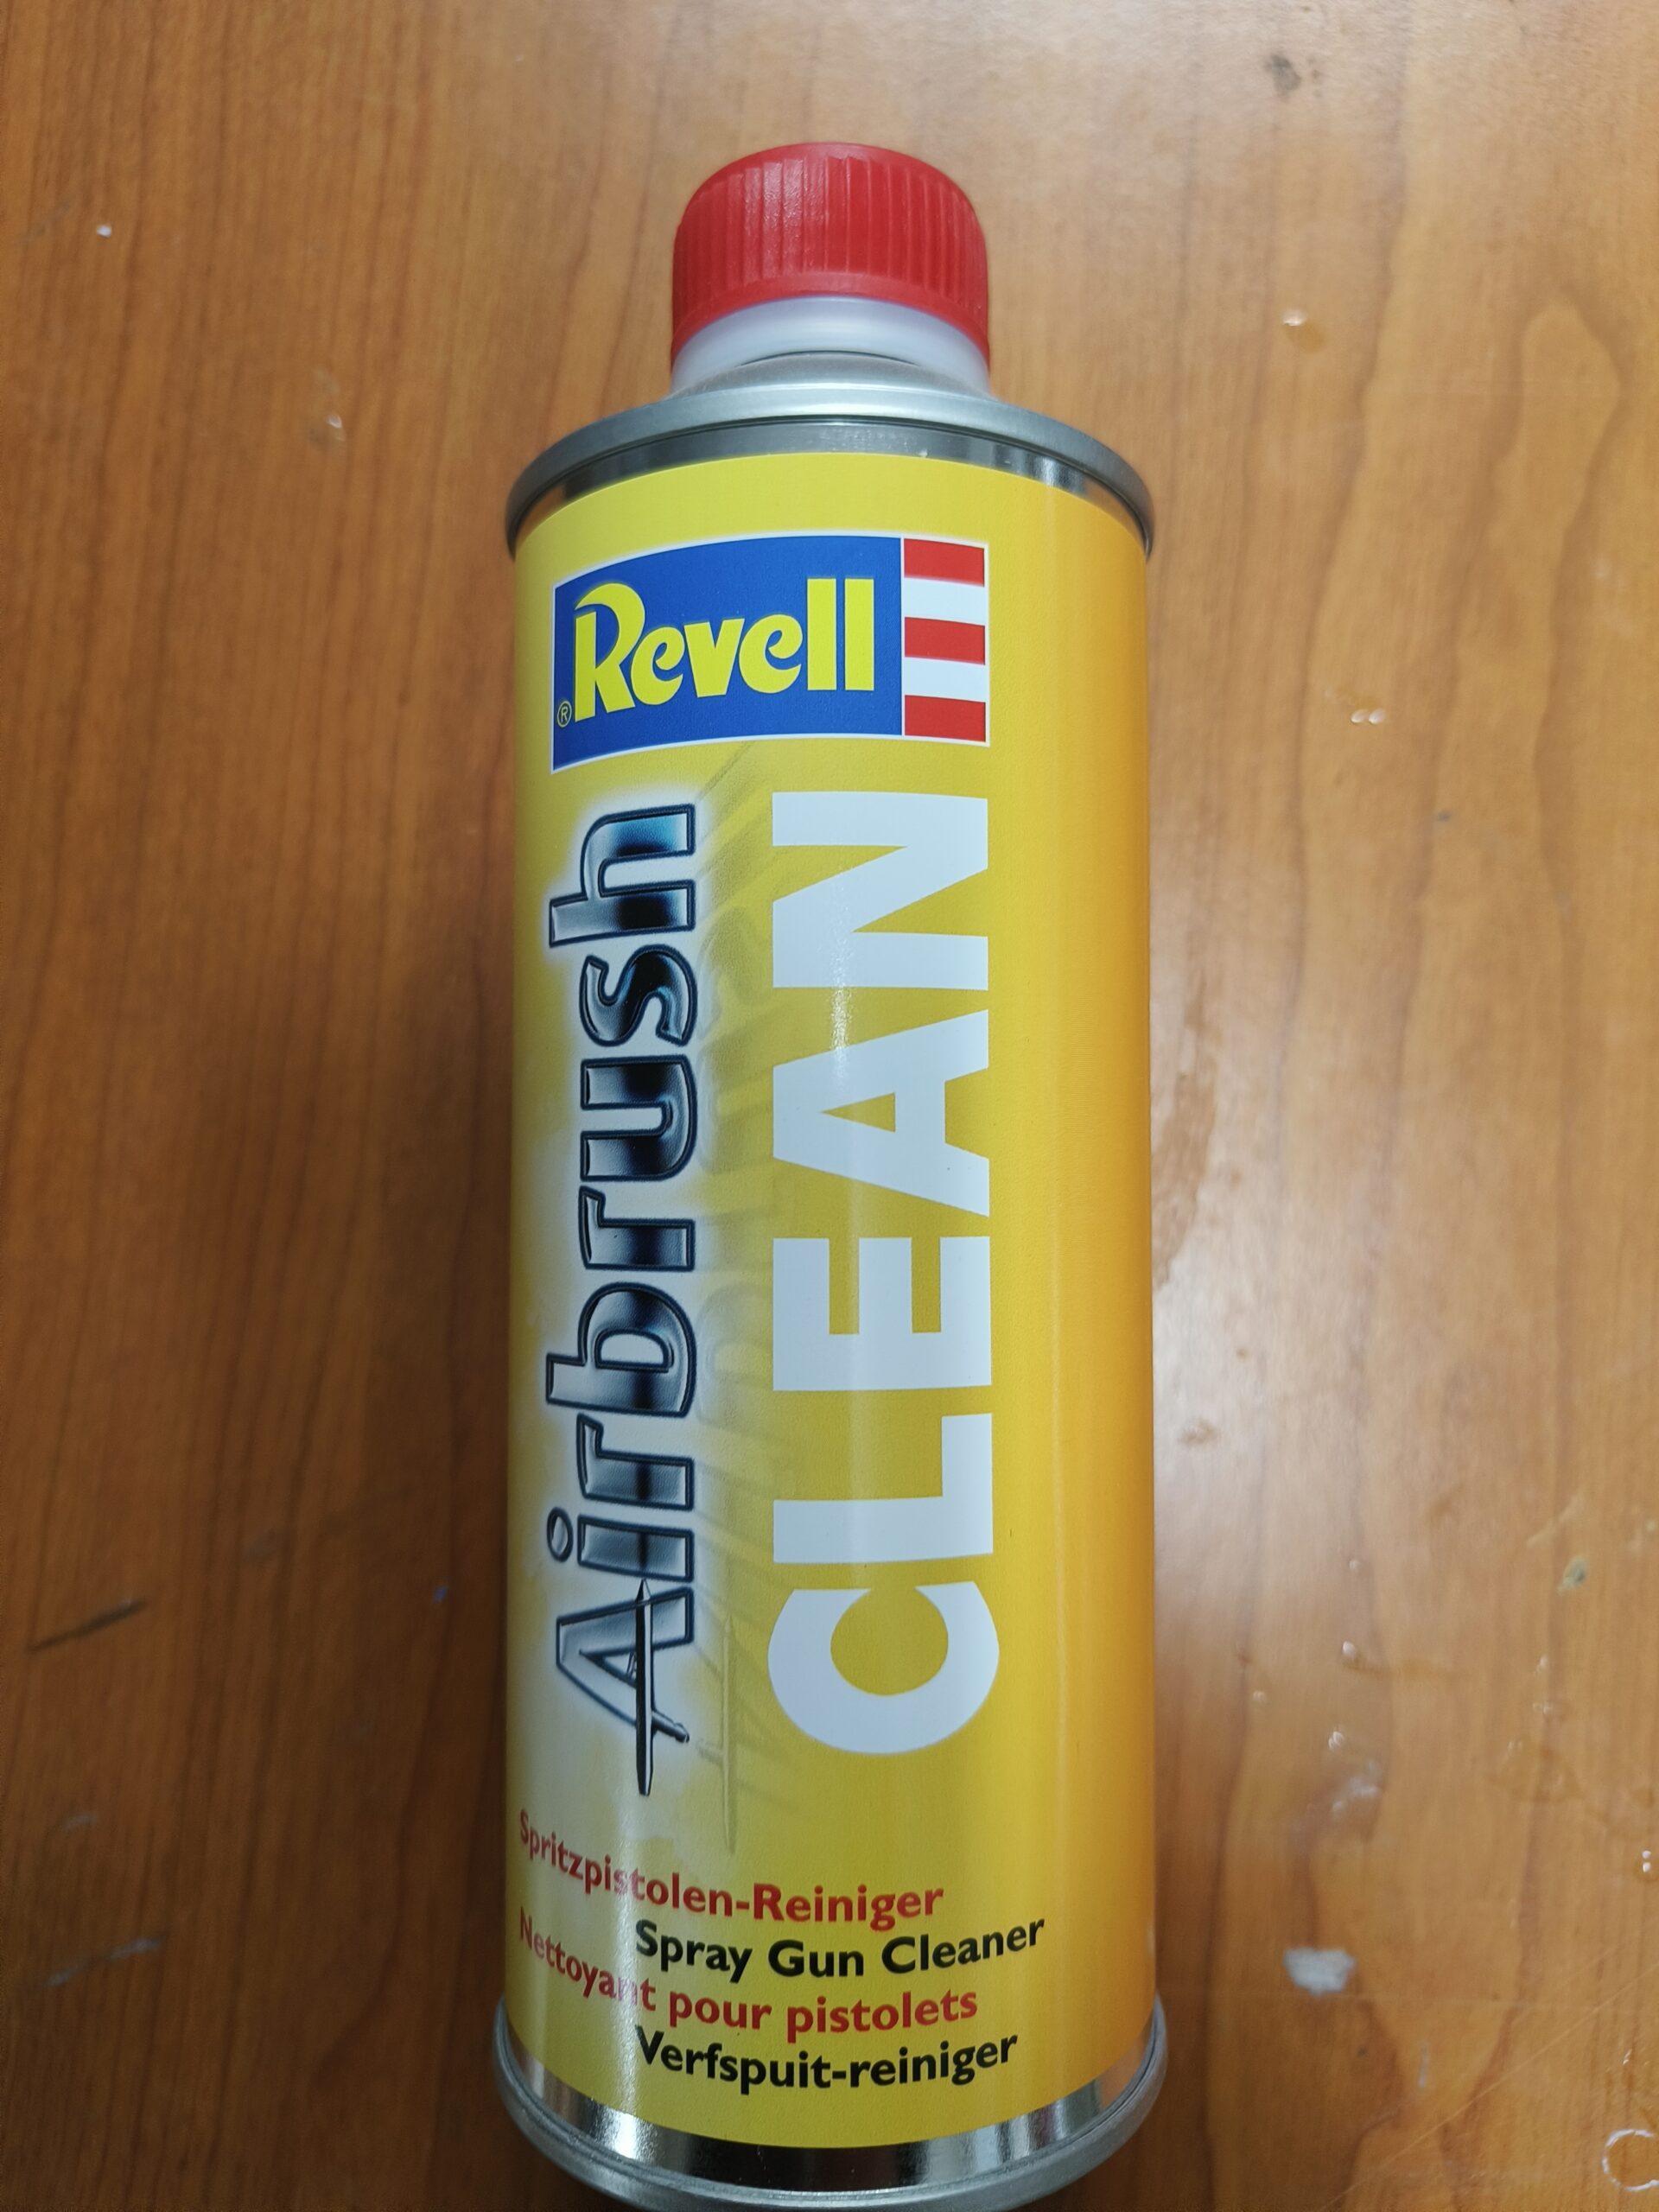 Revell
®
Airbrush
CLEAN
Spritzpistolen-Reiniger
Spray Gun Cleaner
Nettoyant pour pistolets
Verfspuit-reiniger